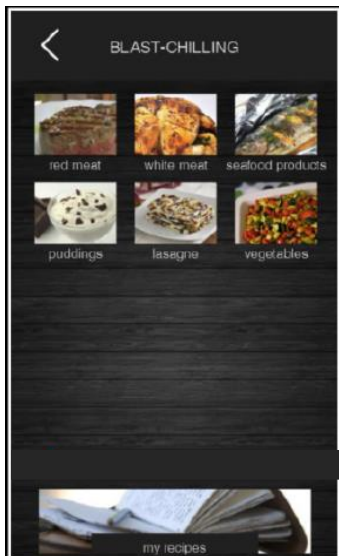 BLAST-CHILLING
red meat white meat seafood products
puddings lasagne vegetables
my recipes